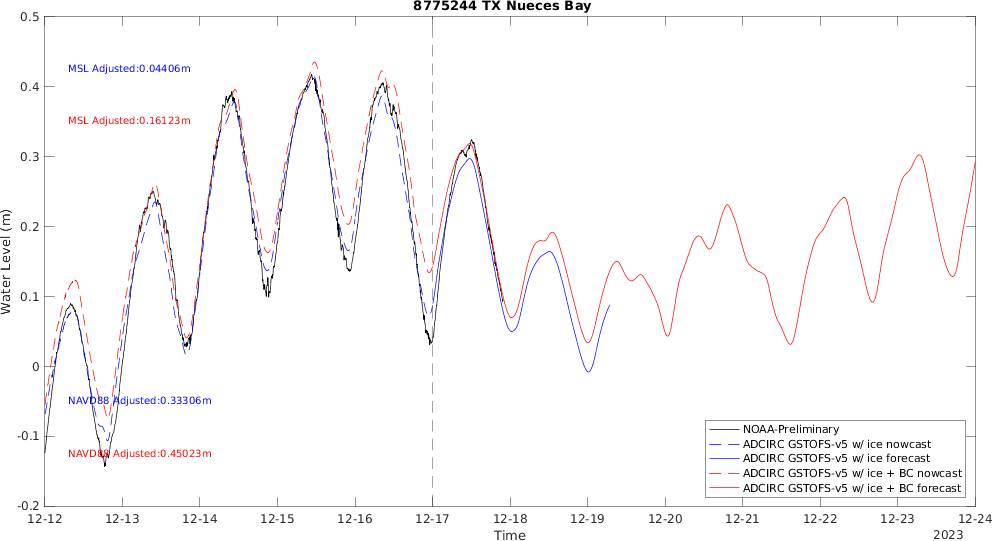 8775244 TX Nueces Bay
0.5
MSL Adjusted:0.04406m
0.4
MSL Adjusted:0.16123m
0.3
0.2
Water Level (m)
0.1
0
NAVD88 Adjusted:0.33306m
-0.1
NAVD88 Adjusted:0.45023m
-0.2
NOAA-Preliminary
ADCIRC GSTOFS-v5 w/ ice nowcast
ADCIRC GSTOFS-v5 w/ ice forecast
ADCIRC GSTOFS-v5 w/ ice + BC nowcast
ADCIRC GSTOFS-v5 w/ ice + BC forecast
12-12 12-13 12-14 12-15 12-16 12-17 12-18 12-19 12-20 12-21 12-22 12-23 12-24
Time
2023